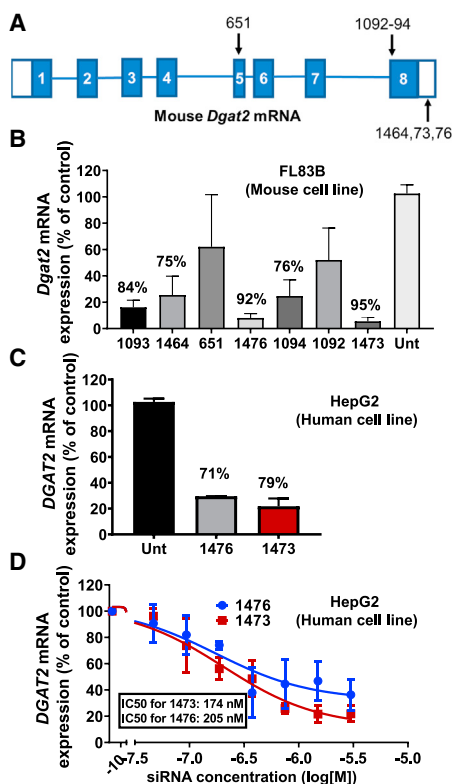 A
651
1092-94
1 2 3 4 5 6 7 8
Mouse Dgat2 mRNA
1464,73,76
B
Dgat2 mRNA
expression (% of control)
120
100
80
60
40
20
0
FL83B
(Mouse cell line)
84%
75%
92%
76%
95%
1093 1464 651 1476 1094 1092 1473 Unt
C
DGAT2 mRNA
expression (% of control)
120
100
80
60
40
20
0
HepG2
(Human cell line)
71%
79%
Unt 1476 1473
D
DGAT2 mRNA
expression (% of control)
120
100
80
60
40
20
0
1476
1473
HepG2
(Human cell line)
IC50 for 1473: 174 nM
IC50 for 1476: 205 nM
-10 -7.5 -7.0 -6.5 -6.0 -5.5 -5.0
siRNA concentration (log[M])